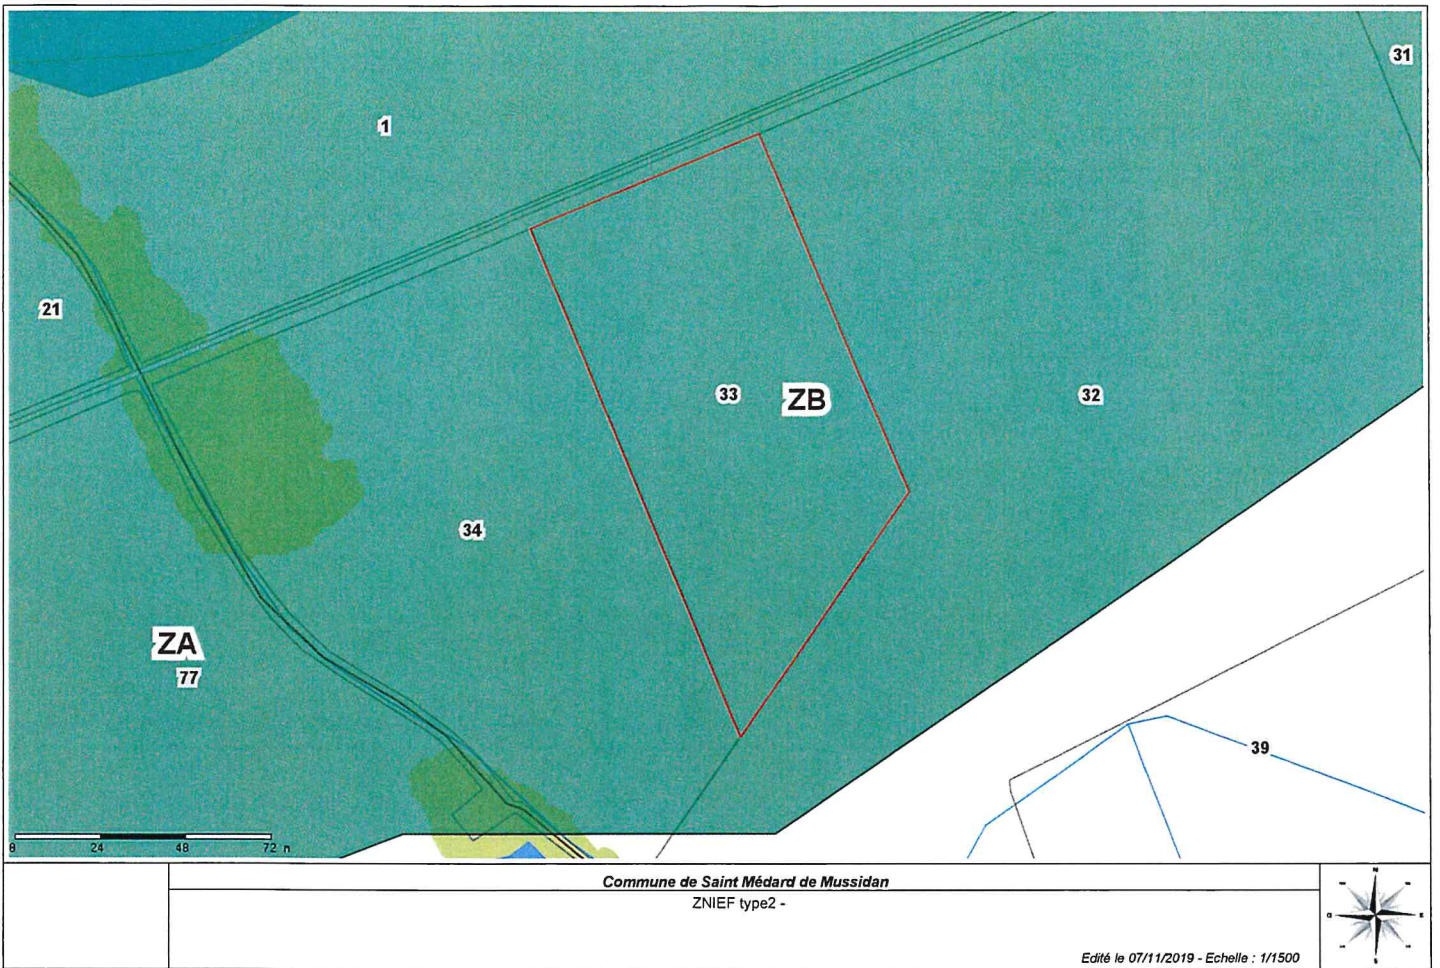 31
1
21
33
ZB
32
34
ZA
77
39
0 24 48 72 m
Commune de Saint Médard de Mussidan
ZNIEF type2 -
Edité le 07/11/2019 - Echelle : 1/1500